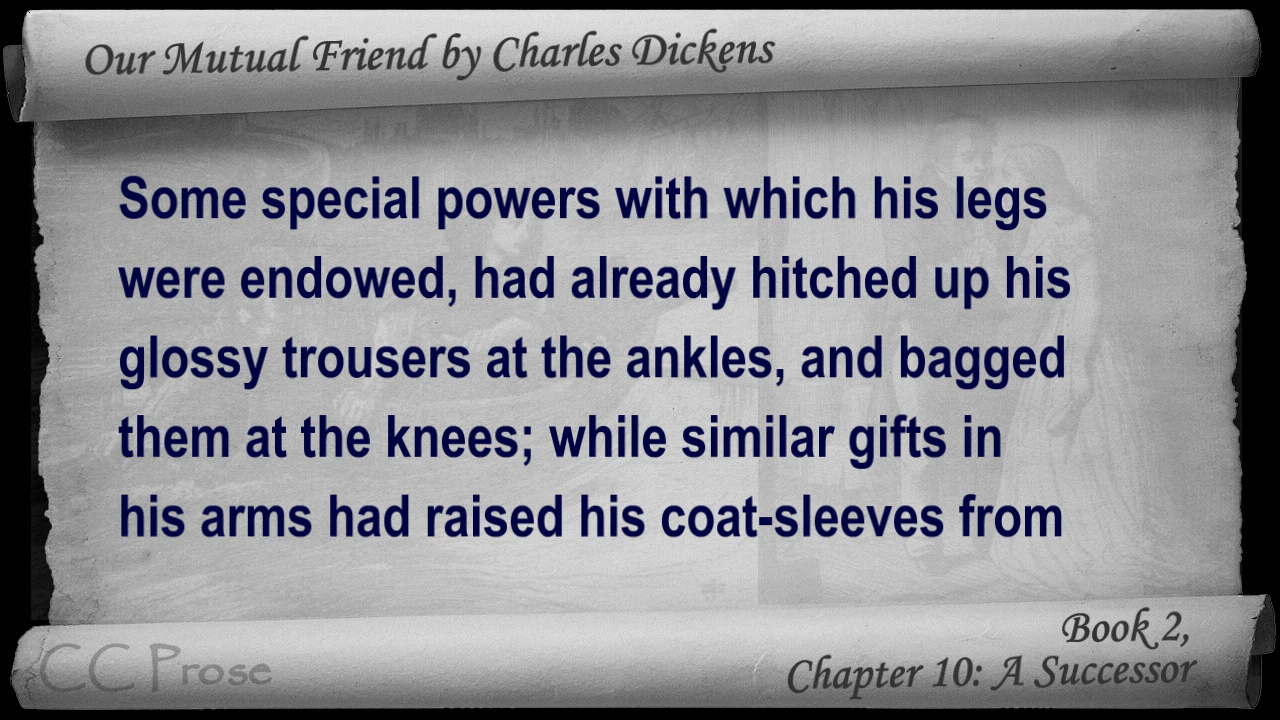 Our Mutual Friend by Charles Dickens
Some special powers with which his legs
were endowed, had already hitched up his
glossy trousers at the ankles, and bagged
them at the knees; while similar gifts in
his arms had raised his coat-sleeves from
CC Prose
Book 2,
Chapter 10: A Successor